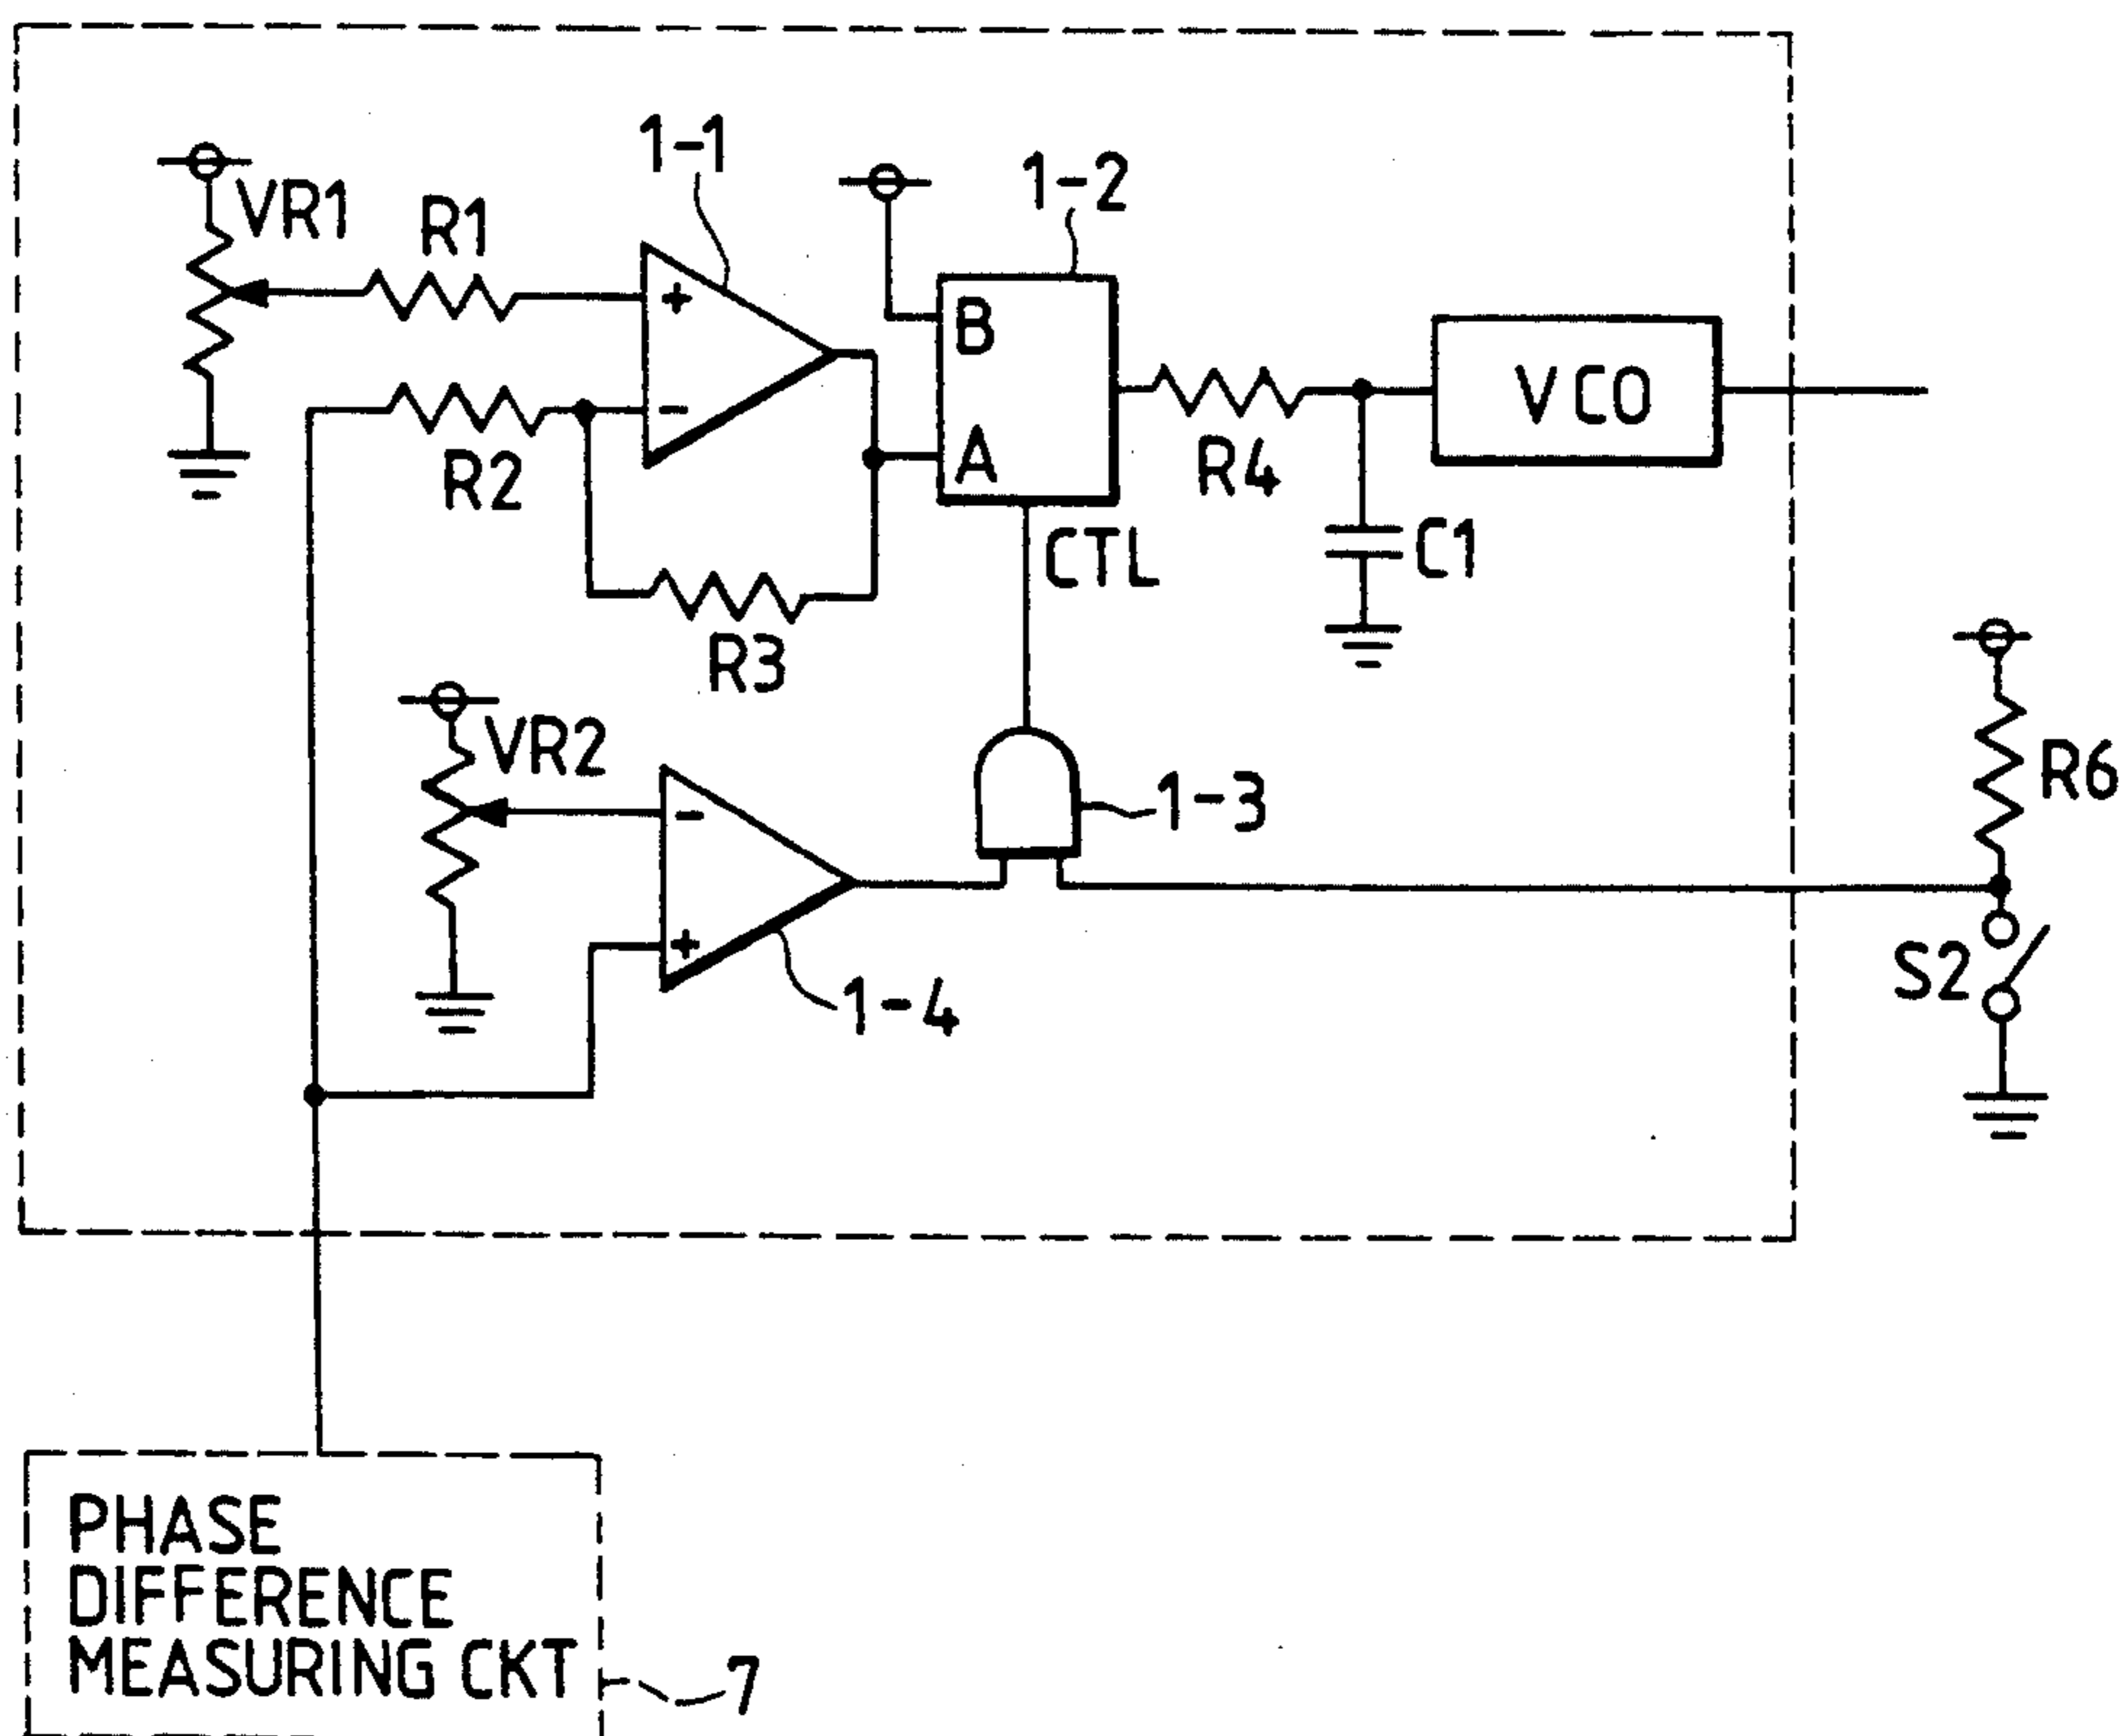 1-1
1-2
VR1
R1
+
B
VCO
-
A
R2
R4
CTL
C1
R3
VR2
R6
-
1-3
+
S2
1-4
PHASE
DIFFERENCE
MEASURING CKT
7